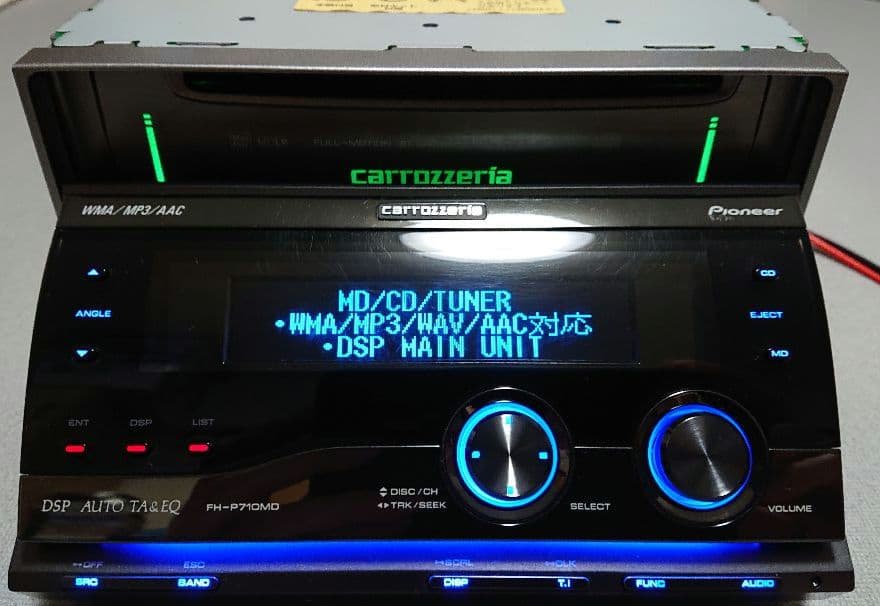 carrozzeria
WMA/MP3/AAC
carrozzeria
Pioneer
CD
ANGLE
EJECT
MD
MD/CD/TUNER
•WMA/MP3/WAV/AAC対応
•DSP MAIN UNIT
ENT DSP LIST
DISC/CH
TRK/SEEK
DSP AUTO TA&EQ
FH-P710MD
SELECT
VOLUME
OFF ESC SCRL CLK
SRC BAND DISP T.I FUNC AUDIO